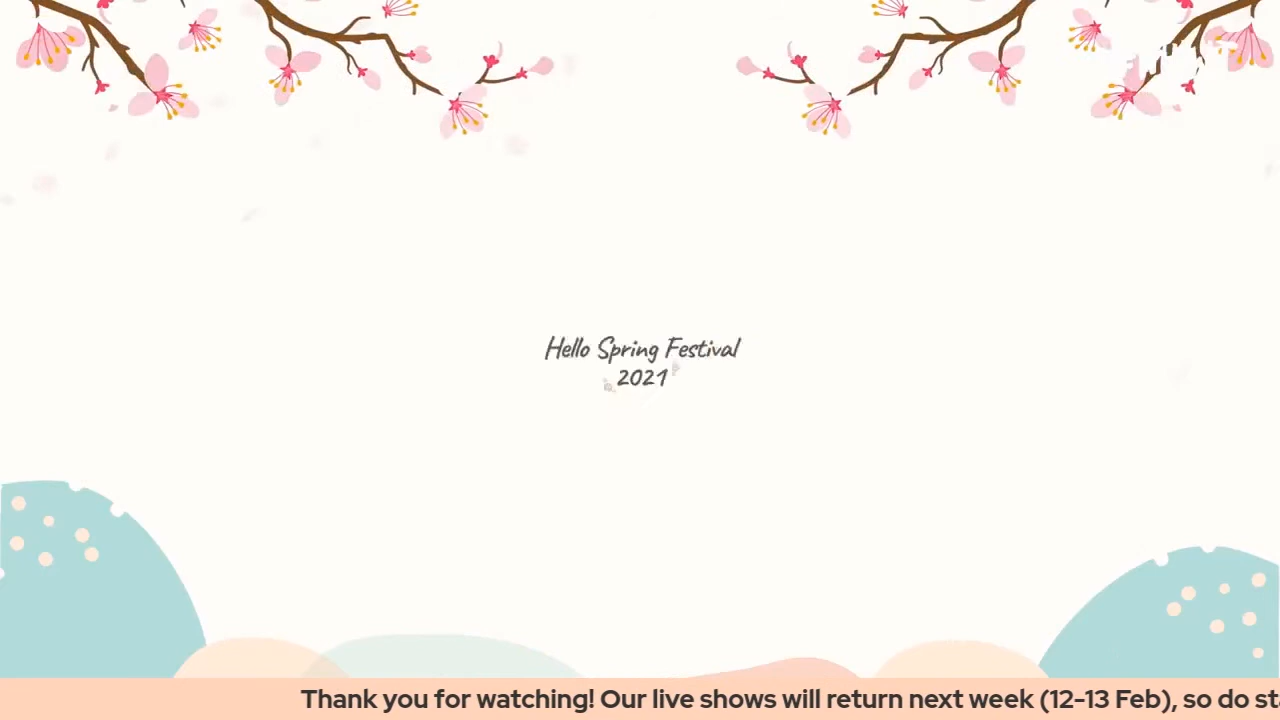 Hello Spring Festival
2021
Thank you for watching! Our live shows will return next week (12-13 Feb), so do